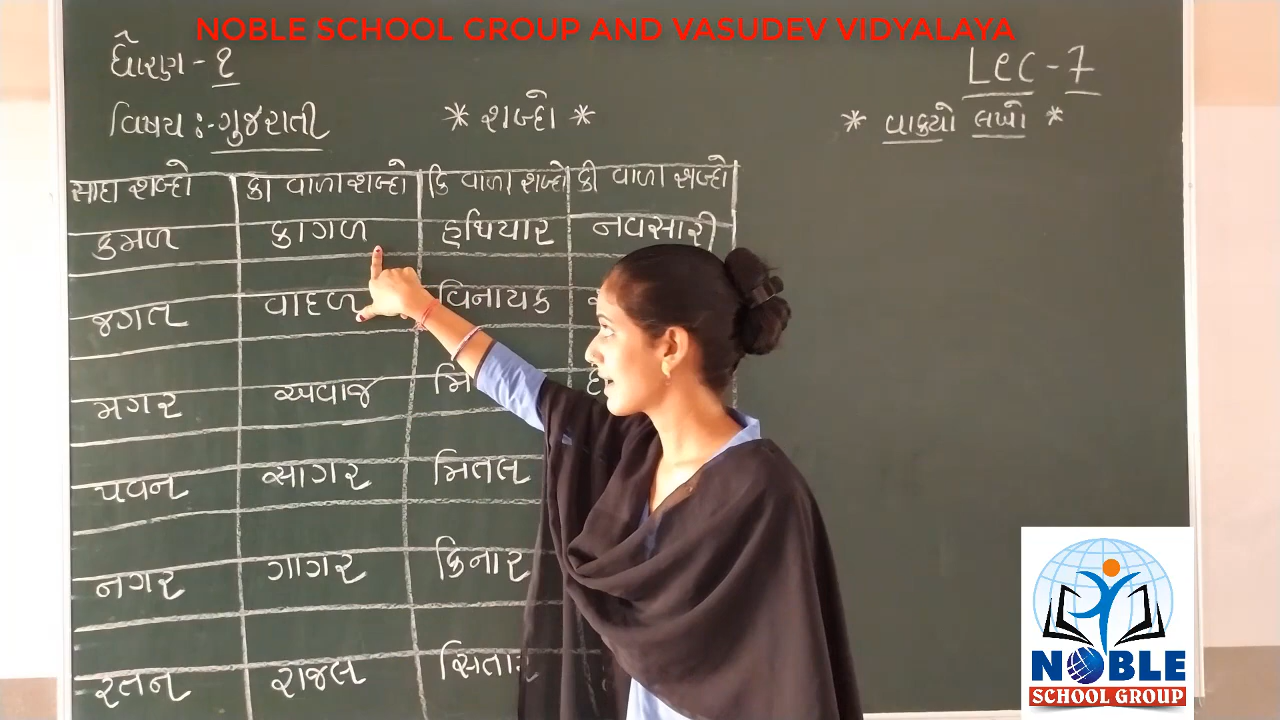 NOBLE SCHOOL GROUP AND VASUDEV VIDYALAYA
ધોરણ - ૧
Lec - 7
વિષય :- ગુજરાતી
* શબ્દો *
* વાક્યો લખો *
સાદા શબ્દો કા વાળા શબ્દો કિ વાળા શબ્દો કી વાળા શબ્દો
કમળ કાગળ હથિયાર નવસારી
જગત વાદળ વિનાયક
મગર અવાજ
પવન સાગર મિતલ
નગર ગાગર કિનાર
રતન રાજલ સિતાર
NOBLE
SCHOOL GROUP